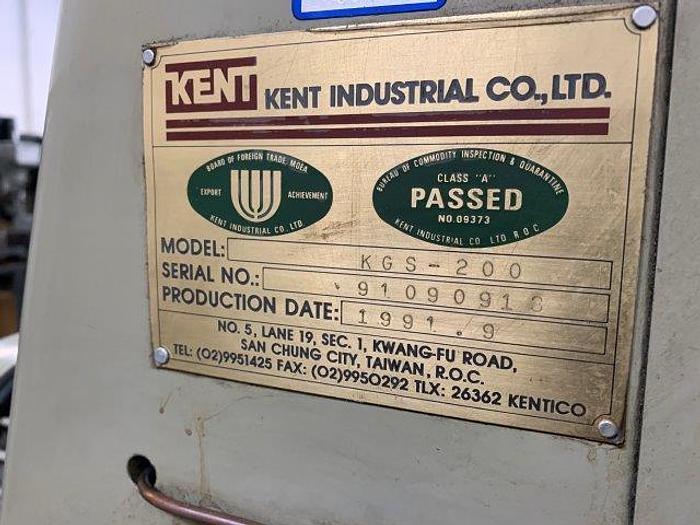 KENT KENT INDUSTRIAL CO., LTD.
BOARD OF FOREIGN TRADE, MOEA
EXPORT ACHIEVEMENT
KENT INDUSTRIAL CO. LTD
BUREAU OF COMMODITY INSPECTION & QUARANTINE
CLASS "A"
PASSED
NO.09373
KENT INDUSTRIAL CO LTD R.O.C
MODEL: KGS-200
SERIAL NO.:
PRODUCTION DATE: 1991.9
NO. 5, LANE 19, SEC. 1, KWANG-FU ROAD,
SAN CHUNG CITY, TAIWAN, R.O.C.
TEL: (02)9951425 FAX: (02)9950292 TLX: 26362 KENTICO